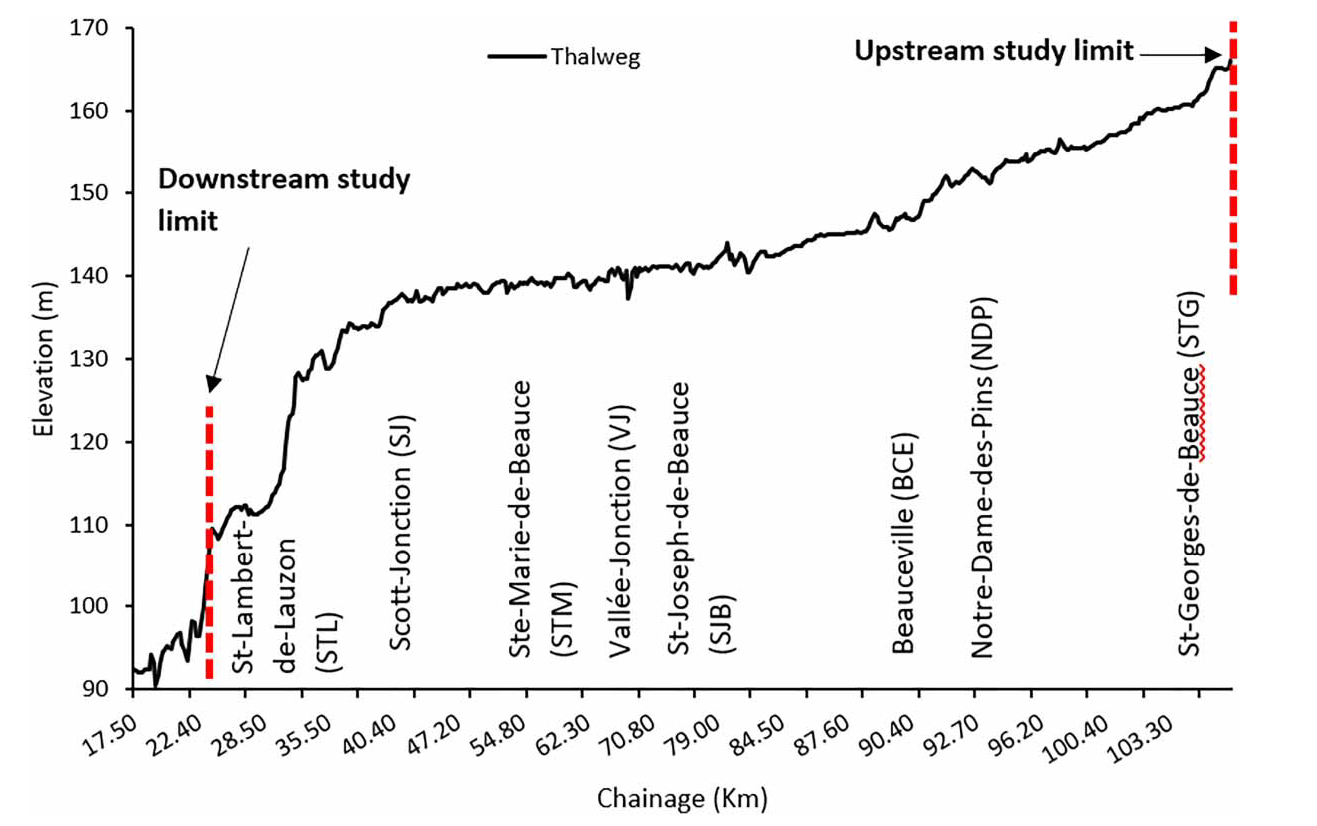 170
160
150
140
130
120
110
100
90
Elevation (m)
Thalweg
Upstream study limit
Downstream study
limit
St-Lambert-
de-Lauzon
(STL)
Scott-Jonction (SJ)
Ste-Marie-de-Beauce
(STM)
Vallée-Jonction (VJ)
St-Joseph-de-Beauce
(SJB)
Beauceville (BCE)
Notre-Dame-des-Pins (NDP)
St-Georges-de-Beauce (STG)
17.50
22.40
28.50
35.50
40.40
47.20
54.80
62.30
70.80
79.00
84.50
87.60
90.40
92.70
96.20
100.40
103.30
Chainage (Km)